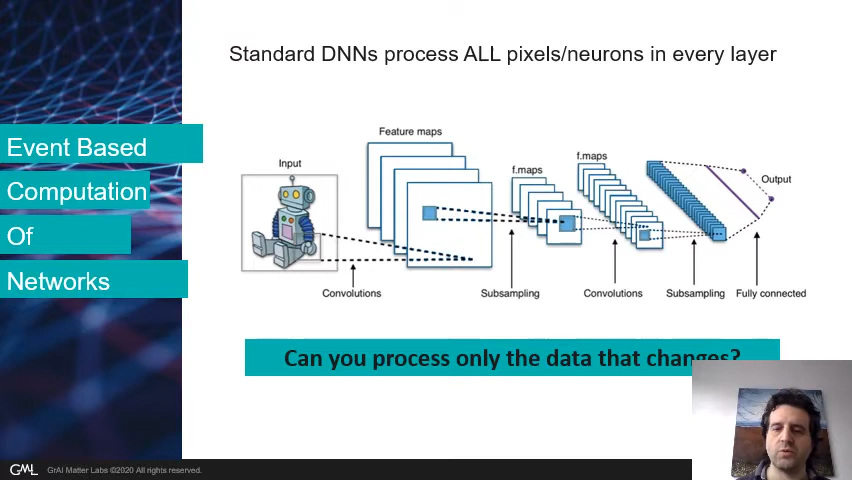 Standard DNNs process ALL pixels/neurons in every layer
Event Based
Computation
Of
Networks
Feature maps
Input
f.maps
f.maps
Output
Convolutions
Subsampling
Convolutions
Subsampling
Fully connected
Can you process only the data that changes?
GML
GrAI Matter Labs ©2020 All rights reserved.